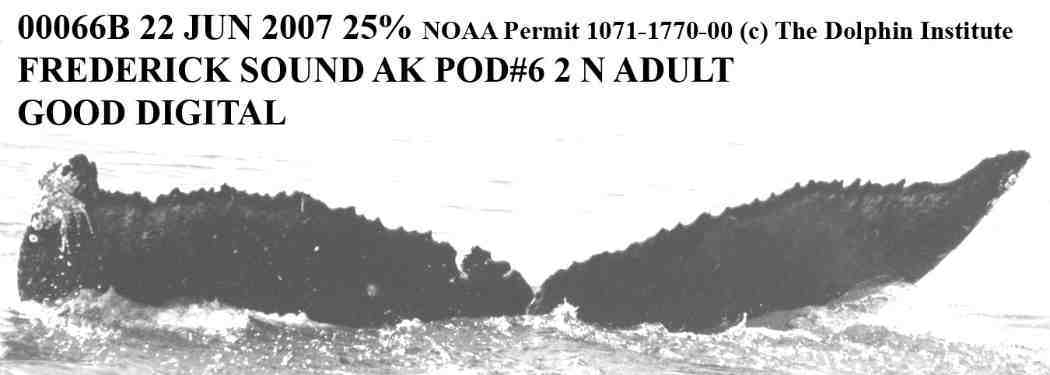 00066B 22 JUN 2007 25% NOAA Permit 1071-1770-00 (c) The Dolphin Institute
FREDERICK SOUND AK POD#6 2 N ADULT
GOOD DIGITAL